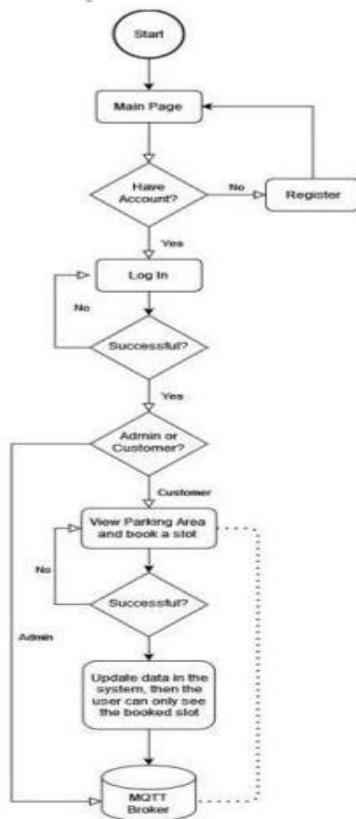 Start
Main Page
Have
Account?
No
Register
Yes
Log In
No
Successful?
Yes
Admin or
Customer?
Customer
View Parking Area
and book a slot
No
Successful?
Admin
Update data in the
system, then the
user can only see
the booked slot
MQTT
Broker